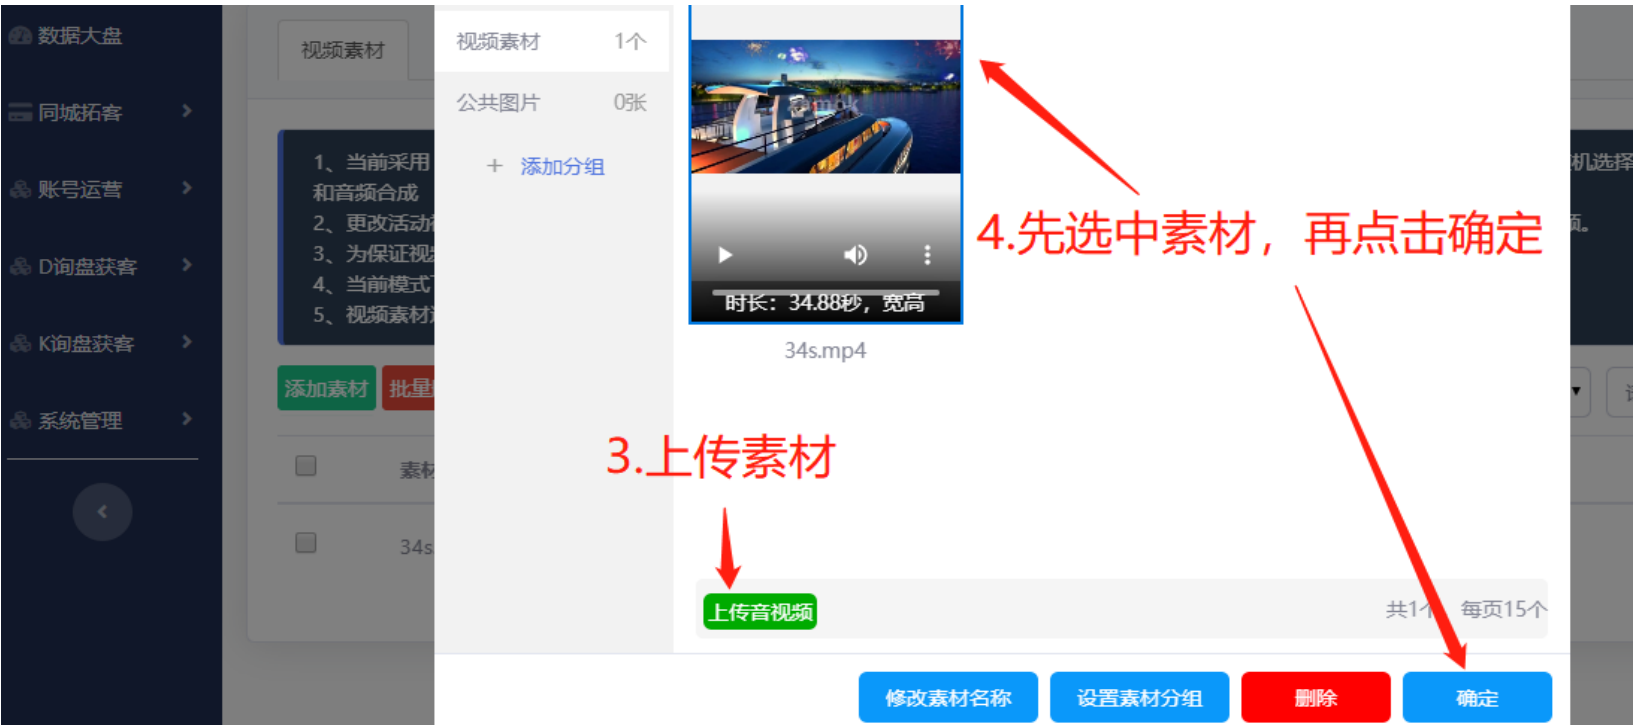 数据大盘
同城拓客
账号运营
D询盘获客
K询盘获客
系统管理
视频素材
1、当前采用
和音频合成
2、更改活动
3、为保证视
4、当前模式
5、视频素材
添加素材
批量
素材
34s
视频素材 1个
公共图片 0张
+ 添加分组
时长：34.88秒，宽高
34s.mp4
4.先选中素材，再点击确定
3.上传素材
上传音视频
共1个 每页15个
修改素材名称
设置素材分组
删除
确定
机选择